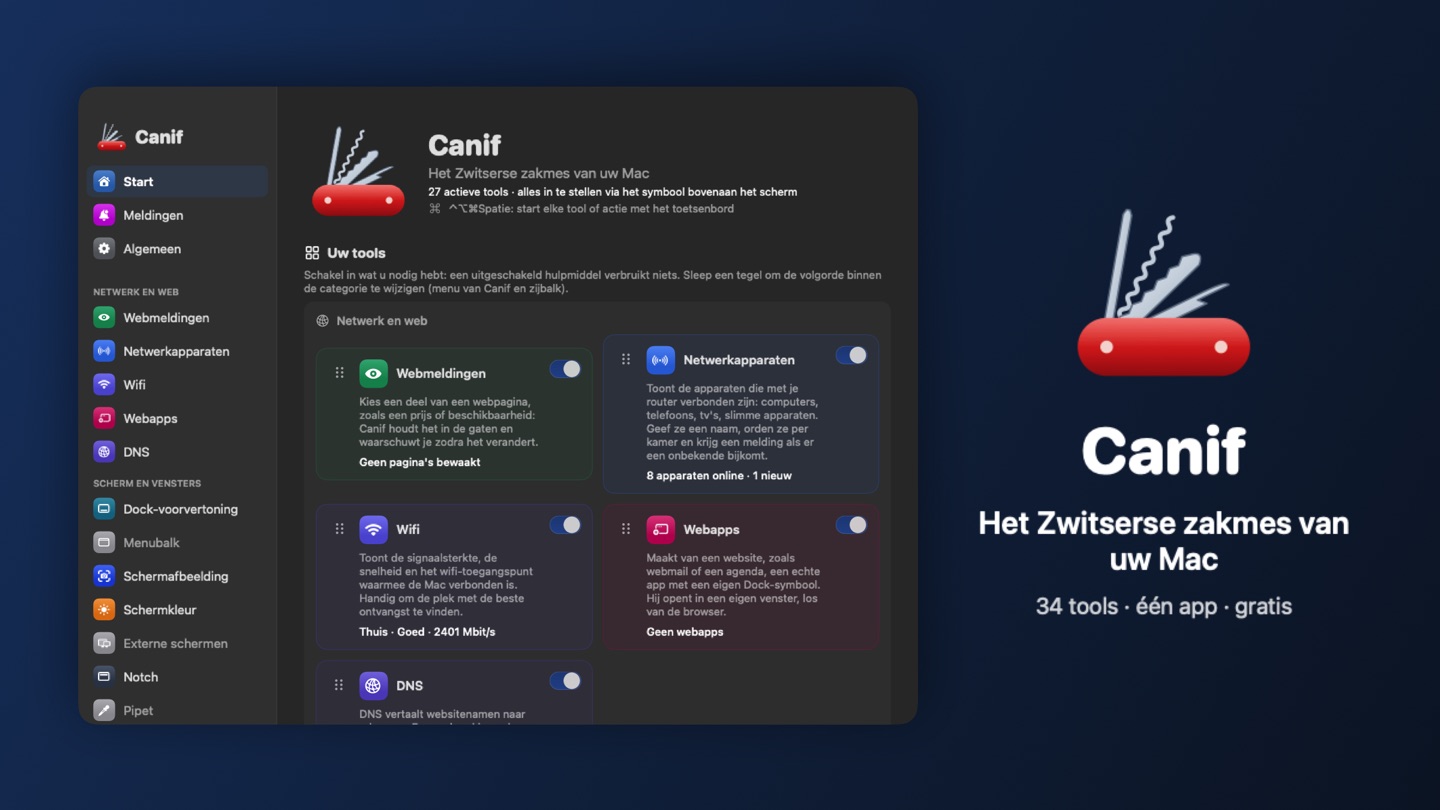 Canif
Start
Meldingen
Algemeen
NETWERK EN WEB
Webmeldingen
Netwerkapparaten
Wifi
Webapps
DNS
SCHERM EN VENSTERS
Dock-voorvertoning
Menubalk
Schermafbeelding
Schermkleur
Externe schermen
Notch
Pipet
Canif
Het Zwitserse zakmes van uw Mac
27 actieve tools · alles in te stellen via het symbool bovenaan het scherm
⌘ ^⌥⌘Spatie: start elke tool of actie met het toetsenbord
Uw tools
Schakel in wat u nodig hebt: een uitgeschakeld hulpmiddel verbruikt niets. Sleep een tegel om de volgorde binnen
de categorie te wijzigen (menu van Canif en zijbalk).
Netwerk en web
Webmeldingen
Kies een deel van een webpagina,
zoals een prijs of beschikbaarheid:
Canif houdt het in de gaten en
waarschuwt je zodra het verandert.
Geen pagina's bewaakt
Netwerkapparaten
Toont de apparaten die met je
router verbonden zijn: computers,
telefoons, tv's, slimme apparaten.
Geef ze een naam, orden ze per
kamer en krijg een melding als er
een onbekende bijkomt.
8 apparaten online · 1 nieuw
Wifi
Toont de signaalsterkte, de
snelheid en het wifi-toegangspunt
waarmee de Mac verbonden is.
Handig om de plek met de beste
ontvangst te vinden.
Thuis · Goed · 2401 Mbit/s
Webapps
Maakt van een website, zoals
webmail of een agenda, een echte
app met een eigen Dock-symbool.
Hij opent in een eigen venster, los
van de browser.
Geen webapps
DNS
DNS vertaalt websitenamen naar
Canif
Het Zwitserse zakmes van
uw Mac
34 tools · één app · gratis